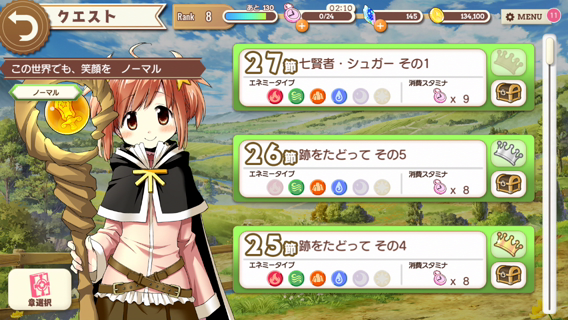 クエスト
Rank 8
あと 130
0/24
02:10
145
134,100
MENU
11
この世界でも、笑顔を ノーマル
ノーマル
27節 七賢者・シュガー その1
エネミータイプ
消費スタミナ
x 9
26節 跡をたどって その5
エネミータイプ
消費スタミナ
x 8
25節 跡をたどって その4
エネミータイプ
消費スタミナ
x 8
章選択